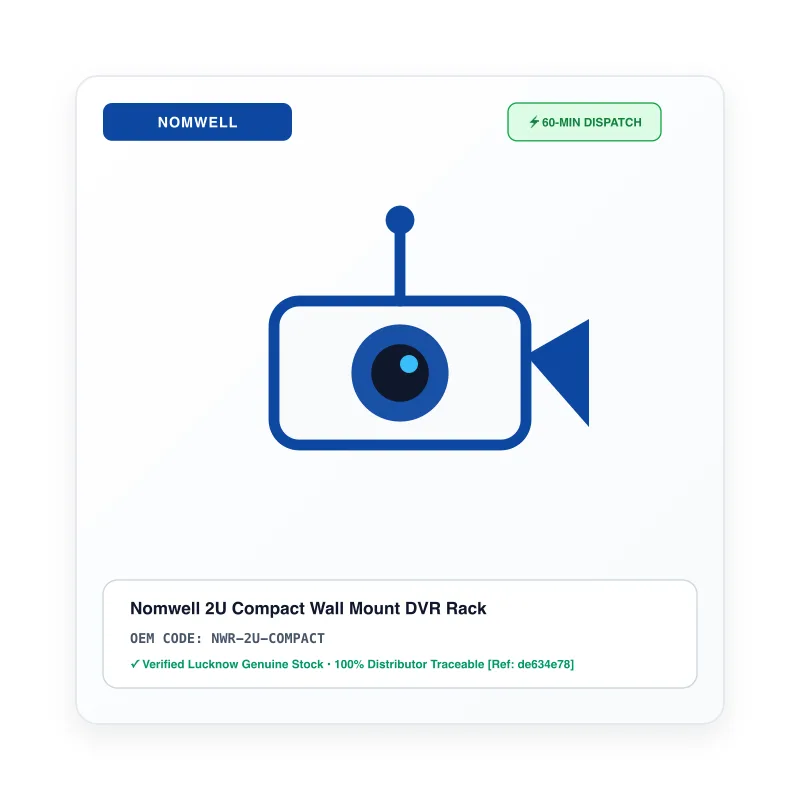 NOMWELL
⚡60-MIN DISPATCH
Nomwell 2U Compact Wall Mount DVR Rack
OEM CODE: NWR-2U-COMPACT
✓ Verified Lucknow Genuine Stock · 100% Distributor Traceable [Ref: de634e78]